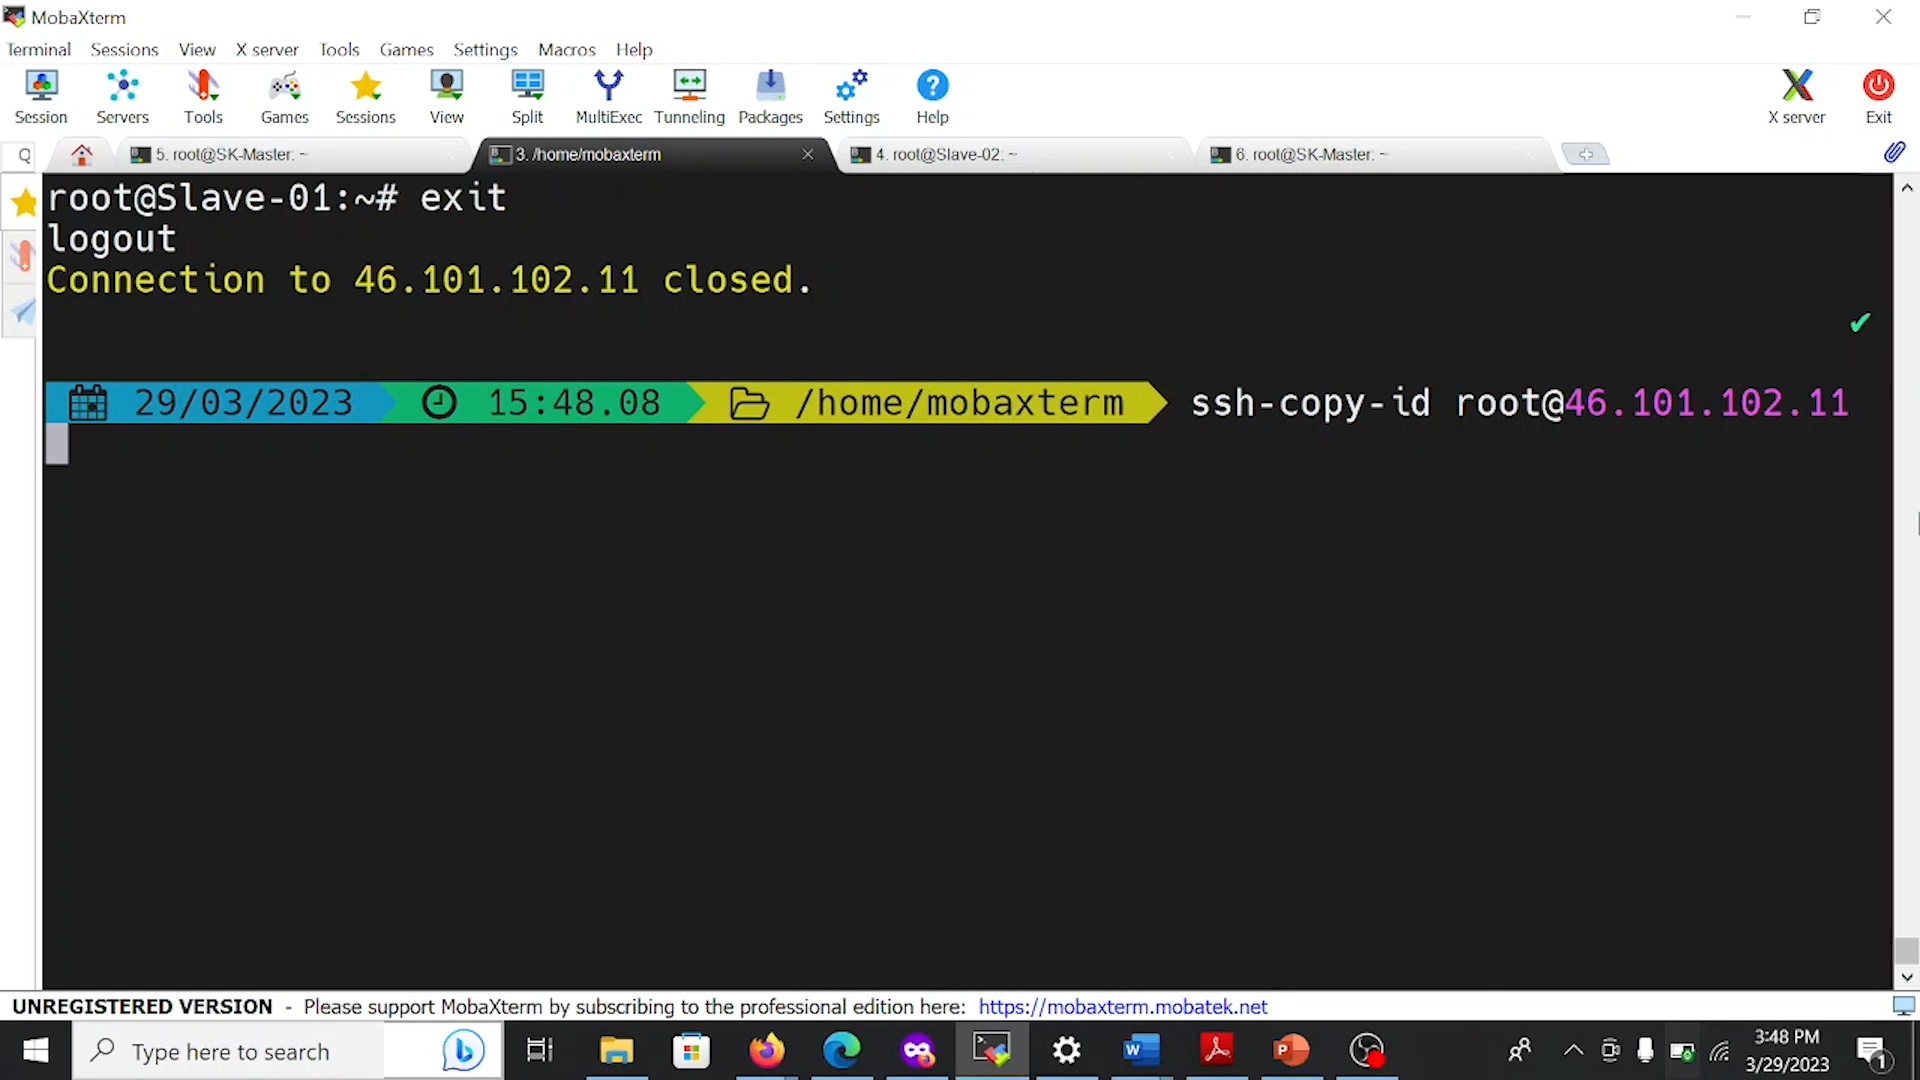 MobaXterm
Terminal Sessions View X server Tools Games Settings Macros Help
Session Servers Tools Games Sessions View Split MultiExec Tunneling Packages Settings Help X server Exit
5. root@SK-Master: ~ 3. /home/mobaxterm 4. root@Slave-02: ~ 6. root@SK-Master: ~
root@Slave-01:~# exit
logout
Connection to 46.101.102.11 closed.
29/03/2023 15:48.08 /home/mobaxterm ssh-copy-id root@46.101.102.11
UNREGISTERED VERSION - Please support MobaXterm by subscribing to the professional edition here: https://mobaxterm.mobatek.net
Type here to search
3:48 PM
3/29/2023
1